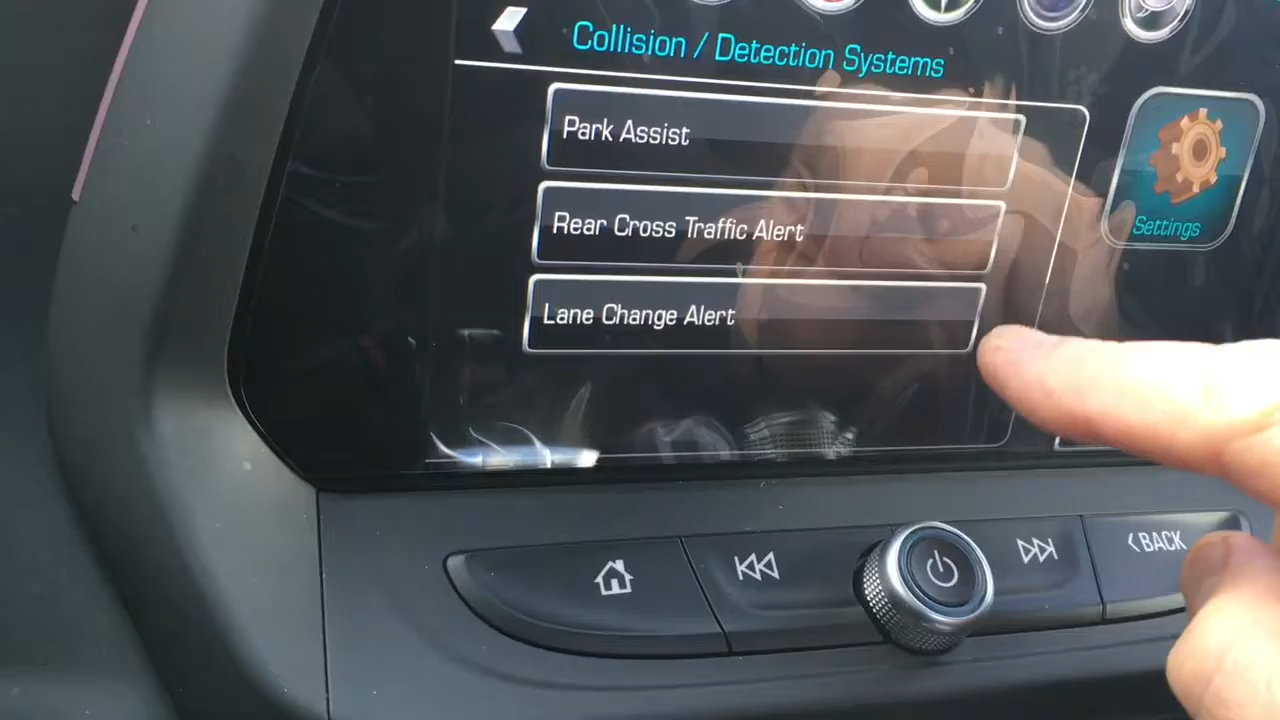 Collision / Detection Systems
Park Assist
Rear Cross Traffic Alert
Lane Change Alert
Settings
BACK